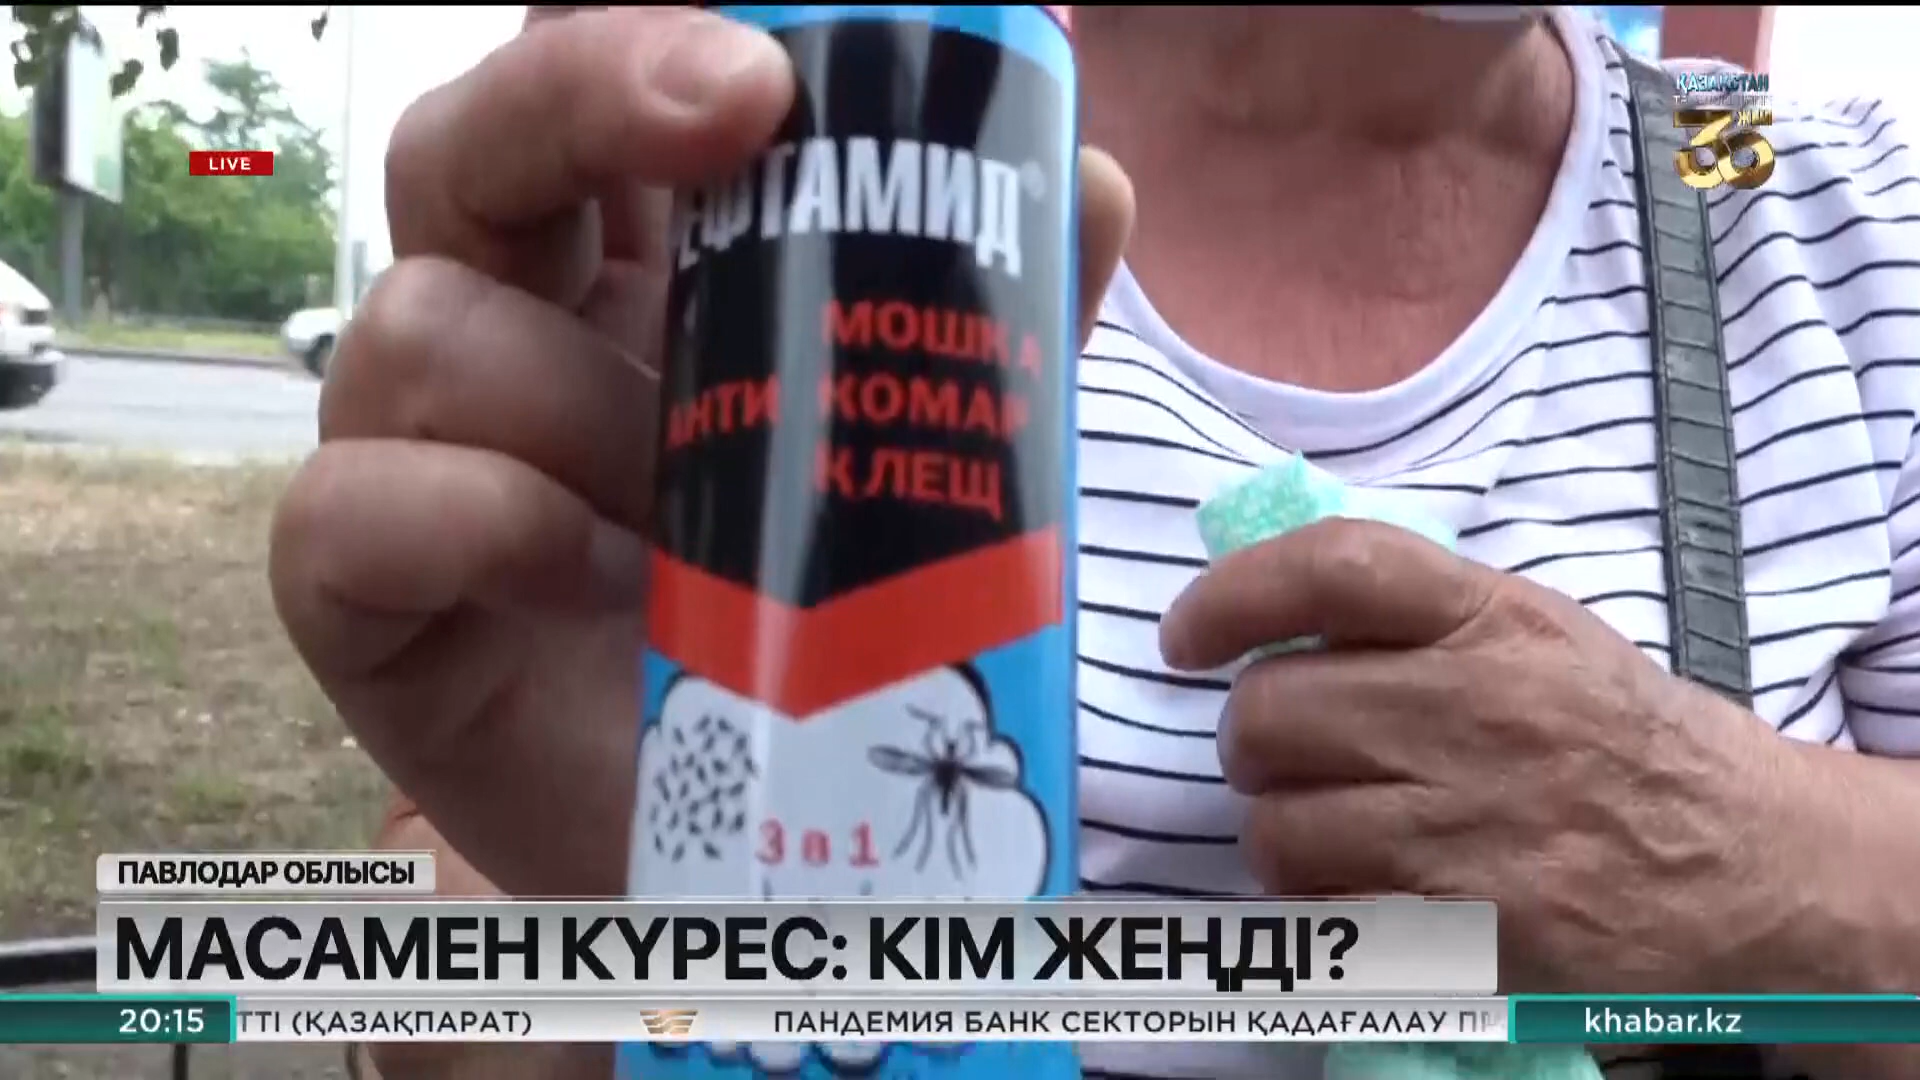 LIVE
ҚАЗАҚСТАН
30 ЖЫЛ
ЕФТАМИД®
МОШКА
АНТИ КОМАР
КЛЕЩ
3 в 1
ПАВЛОДАР ОБЛЫСЫ
МАСАМЕН КҮРЕС: КІМ ЖЕҢДІ?
20:15 ТТІ (ҚАЗАҚПАРАТ) ПАНДЕМИЯ БАНК СЕКТОРЫН ҚАДАҒАЛАУ khabar.kz